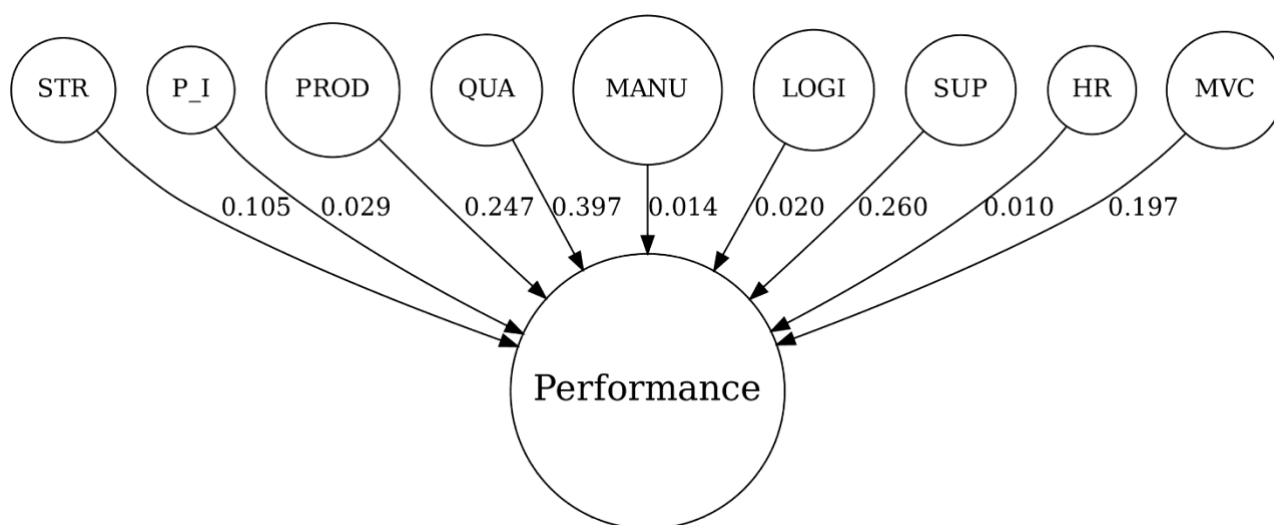 STR P_I PROD QUA MANU LOGI SUP HR MVC
0.105 0.029 0.247 0.397 0.014 0.020 0.260 0.010 0.197
Performance